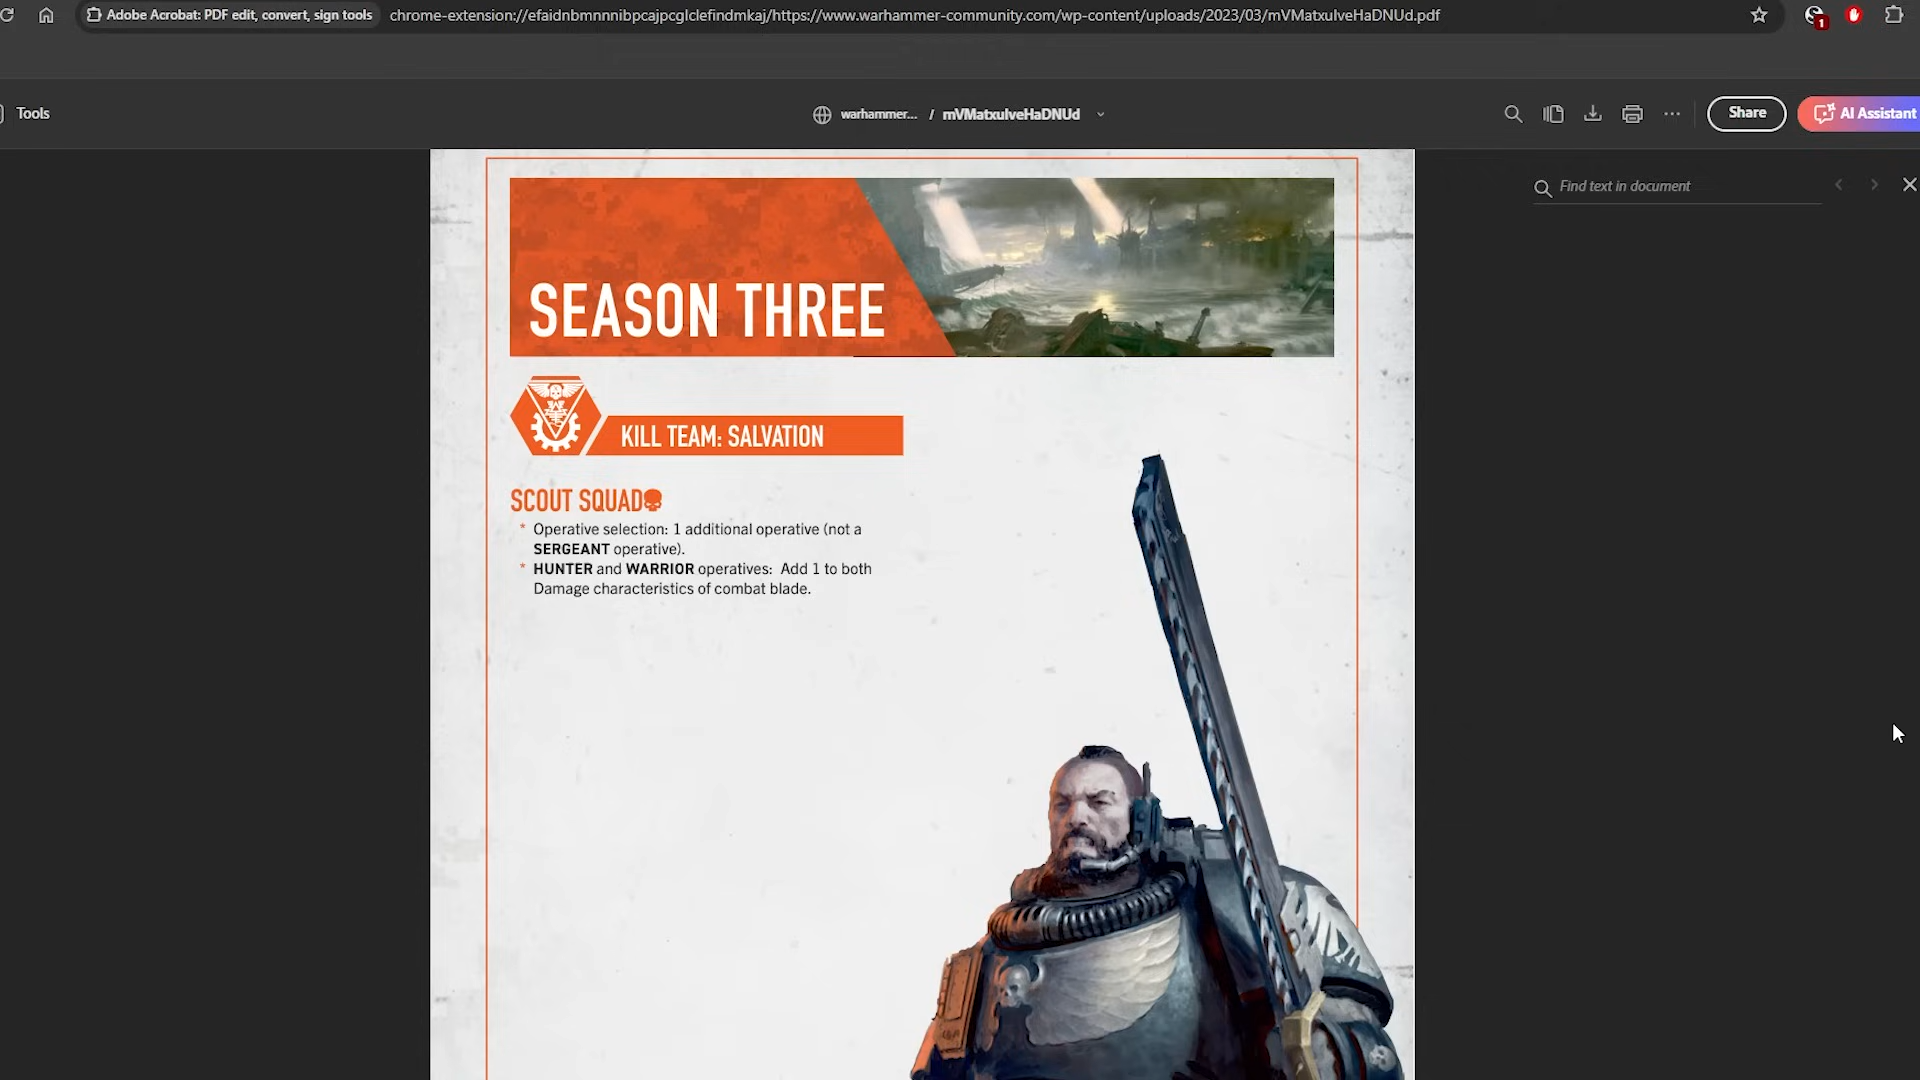 Adobe Acrobat: PDF edit, convert, sign tools
chrome-extension://efaidnbmnnnibpcajpcglclefindmkaj/https://www.warhammer-community.com/wp-content/uploads/2023/03/mVMatxulveHaDNUd.pdf
1
Tools
warhammer... / mVMatxulveHaDNUd
Share
AI Assistant
Find text in document
SEASON THREE
KILL TEAM: SALVATION
SCOUT SQUAD
* Operative selection: 1 additional operative (not a
SERGEANT operative).
* HUNTER and WARRIOR operatives: Add 1 to both
Damage characteristics of combat blade.